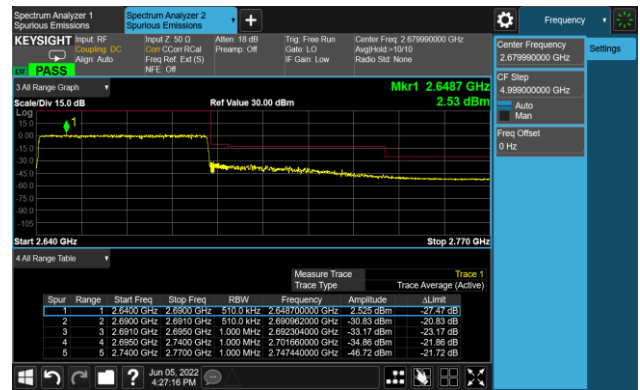 Spectrum Analyzer 1
Spurious Emissions
Spectrum Analyzer 2
Spurious Emissions
Frequency
KEYSIGHT
Input: RF
Coupling: DC
Align: Auto
Input Z: 50 Ω
Corr CCorr RCal
Freq Ref: Ext (S)
NFE: Off
Atten: 18 dB
Preamp: Off
Trig: Free Run
Gate: LO
IF Gain: Low
Center Freq: 2.679990000 GHz
Avg|Hold:>10/10
Radio Std: None
PASS
3 All Range Graph
Mkr1 2.6487 GHz
Scale/Div 15.0 dB
Ref Value 30.00 dBm
2.53 dBm
Log
15.0
0.00
-15.0
-30.0
-45.0
-60.0
-75.0
-90.0
-105
1
Start 2.640 GHz
Stop 2.770 GHz
4 All Range Table
Measure Trace Trace 1
Trace Type Trace Average (Active)
Spur Range Start Freq Stop Freq RBW Frequency Amplitude ΔLimit
1 1 2.6400 GHz 2.6900 GHz 510.0 kHz 2.648700000 GHz 2.525 dBm -27.47 dB
2 2 2.6900 GHz 2.6910 GHz 510.0 kHz 2.690962000 GHz -30.83 dBm -20.83 dB
3 3 2.6910 GHz 2.6950 GHz 1.000 MHz 2.692304000 GHz -33.17 dBm -23.17 dB
4 4 2.6950 GHz 2.7400 GHz 1.000 MHz 2.701660000 GHz -34.86 dBm -21.86 dB
5 5 2.7400 GHz 2.7700 GHz 1.000 MHz 2.747440000 GHz -46.72 dBm -21.72 dB
Jun 05, 2022
4:27:16 PM
Center Frequency
2.679990000 GHz
Settings
CF Step
4.999000000 GHz
Auto
Man
Freq Offset
0 Hz